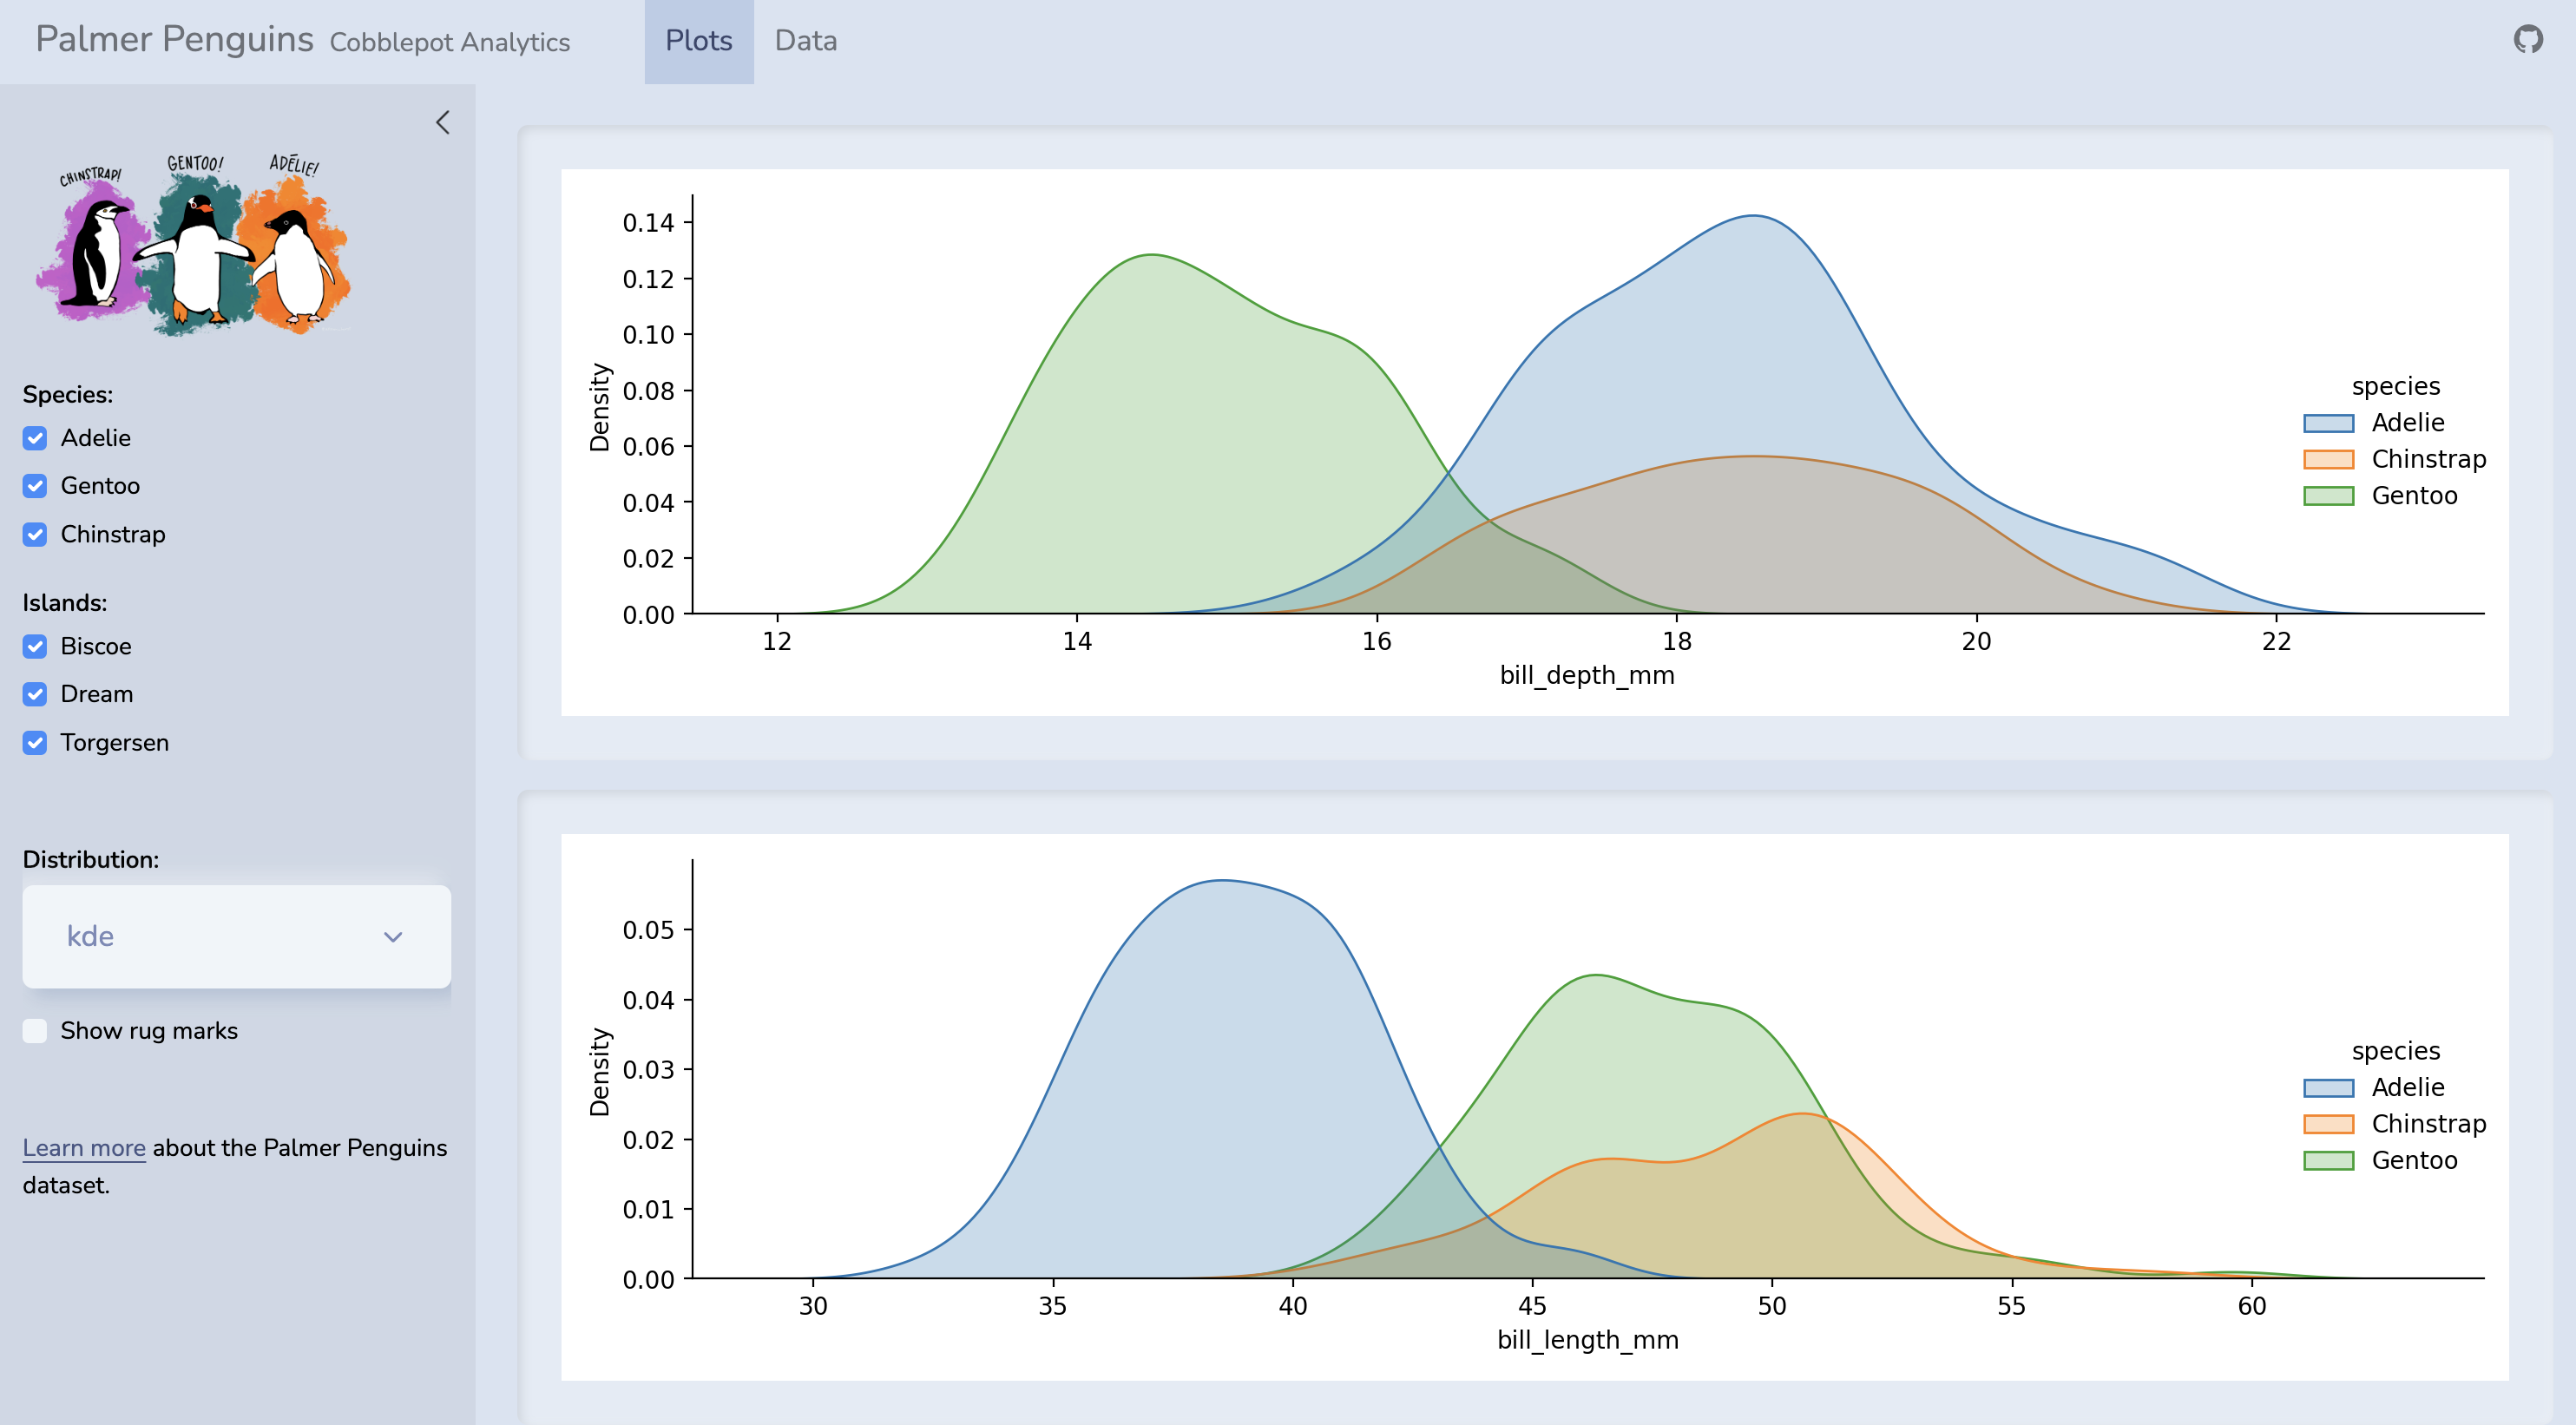 Palmer Penguins Cobblepot Analytics Plots Data
CHINSTRAP! GENTOO! ADÉLIE!
Species:
Adelie
Gentoo
Chinstrap
Islands:
Biscoe
Dream
Torgersen
Distribution:
kde
Show rug marks
Learn more about the Palmer Penguins
dataset.
0.14
0.12
0.10
0.08
0.06
0.04
0.02
0.00
Density
12 14 16 18 20 22
bill_depth_mm
species
Adelie
Chinstrap
Gentoo
0.05
0.04
0.03
0.02
0.01
0.00
Density
30 35 40 45 50 55 60
bill_length_mm
species
Adelie
Chinstrap
Gentoo